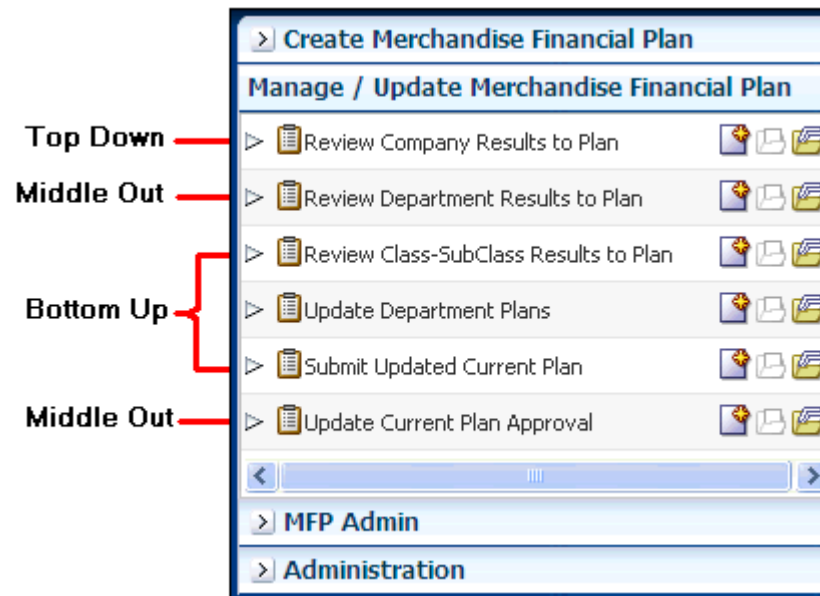 Create Merchandise Financial Plan
Manage / Update Merchandise Financial Plan
Top Down
Review Company Results to Plan
Middle Out
Review Department Results to Plan
Review Class-SubClass Results to Plan
Bottom Up
Update Department Plans
Submit Updated Current Plan
Middle Out
Update Current Plan Approval
MFP Admin
Administration